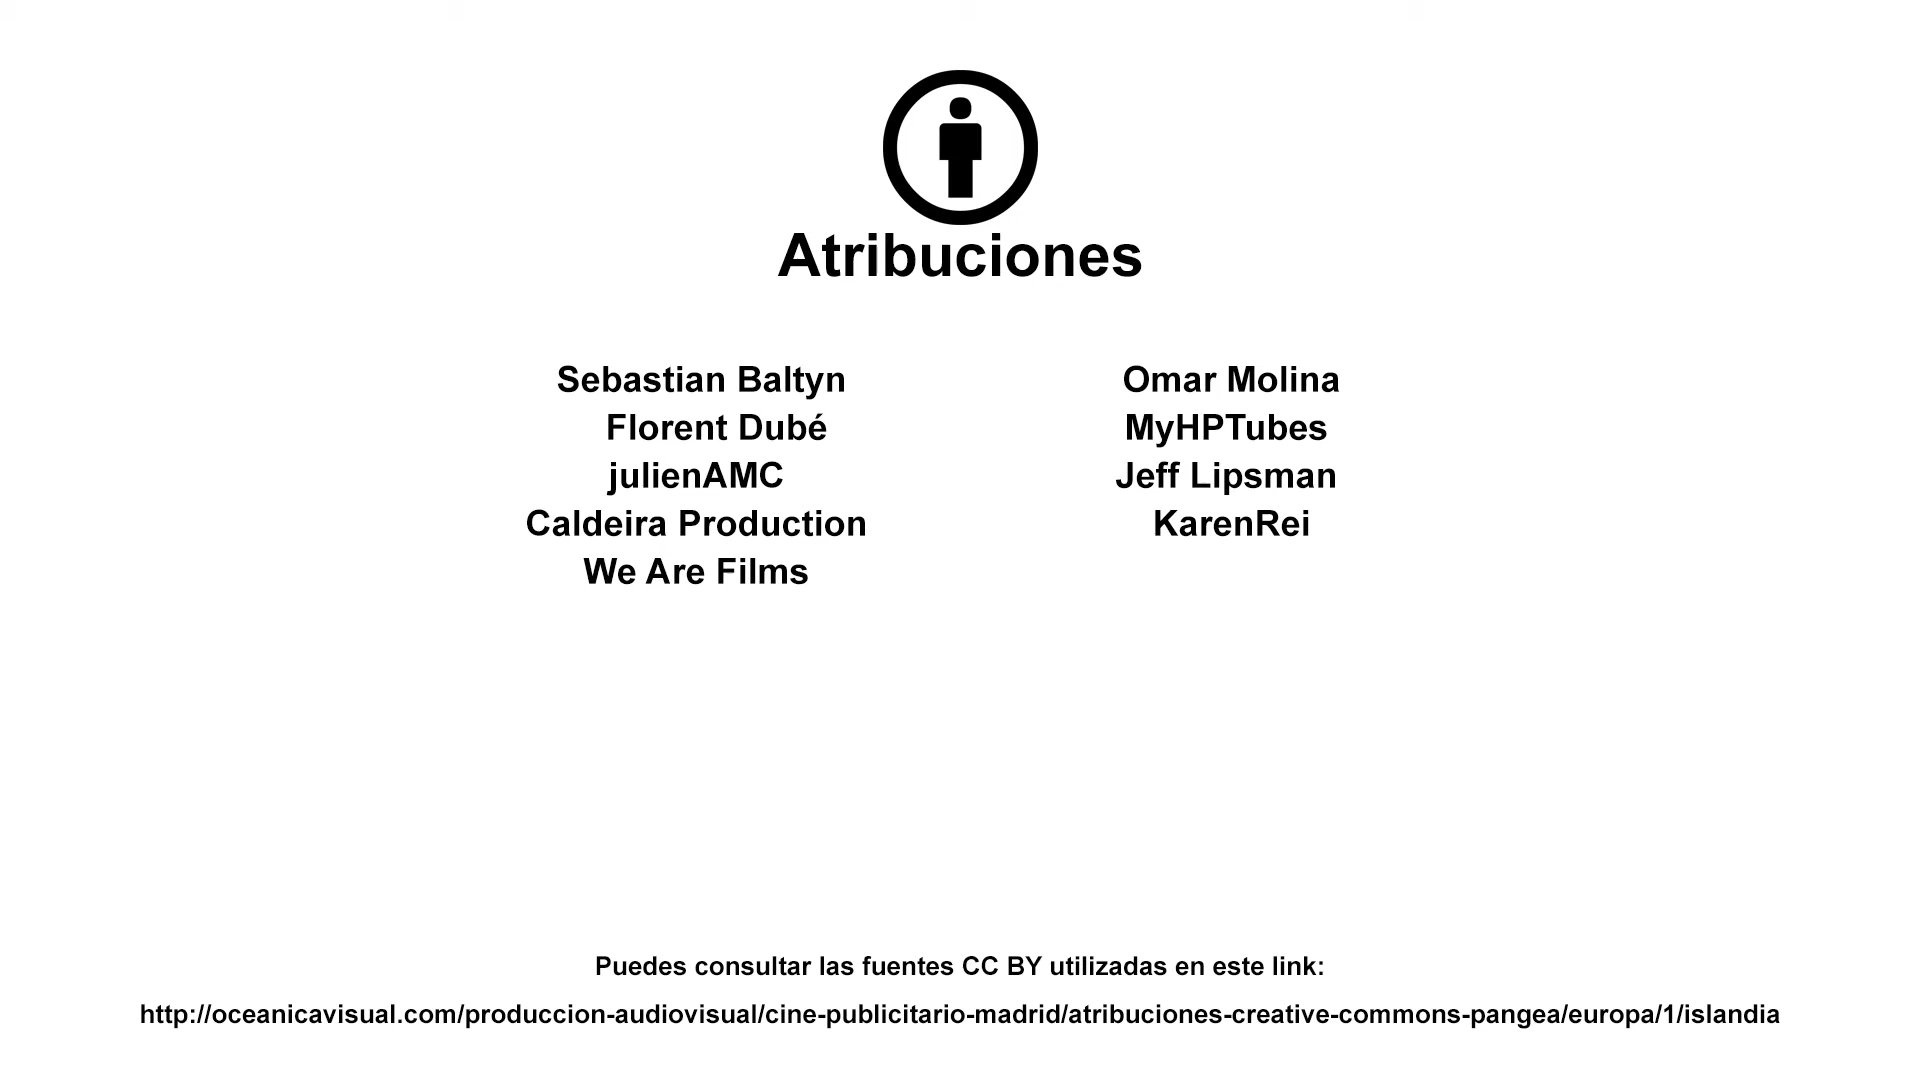 Atribuciones
Sebastian Baltyn
Florent Dubé
julienAMC
Caldeira Production
We Are Films
Omar Molina
MyHPTubes
Jeff Lipsman
KarenRei
Puedes consultar las fuentes CC BY utilizadas en este link:
http://oceanicavisual.com/produccion-audiovisual/cine-publicitario-madrid/atribuciones-creative-commons-pangea/europa/1/islandia